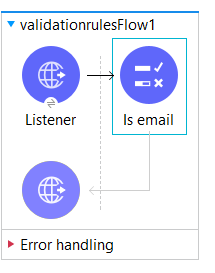 validationrulesFlow1
Listener
Is email
Error handling